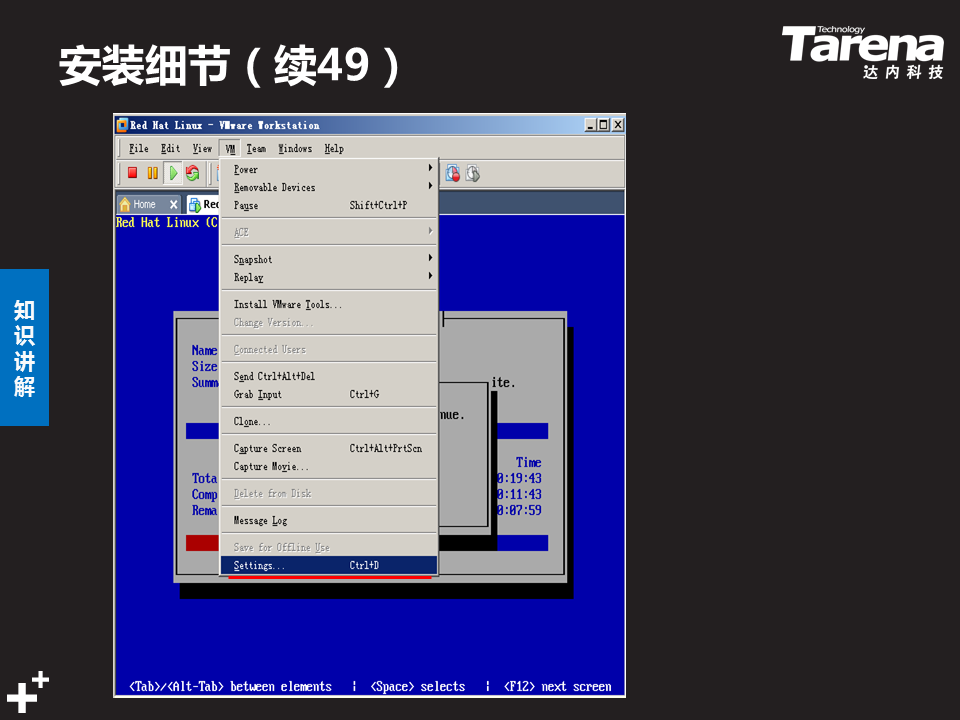 安装细节（续49）
Technology
Tarena
达内科技
知识讲解
Red Hat Linux - VMware Workstation
File Edit View VM Team Windows Help
Power
Removable Devices
Pause Shift+Ctrl+P
Home Rec
Red Hat Linux (C
ACE
Snapshot
Replay
Install VMware Tools...
Change Version...
Name
Connected Users
Size
Send Ctrl+Alt+Del
Summ ite.
Grab Input Ctrl+G
nue.
Clone...
Capture Screen Ctrl+Alt+PrtScn
Capture Movie...
Time
Tota 0:19:43
Delete from Disk
Comp 0:11:43
Rema 0:07:59
Message Log
Save for Offline Use
Settings... Ctrl+D
<Tab>/<Alt-Tab> between elements | <Space> selects | <F12> next screen